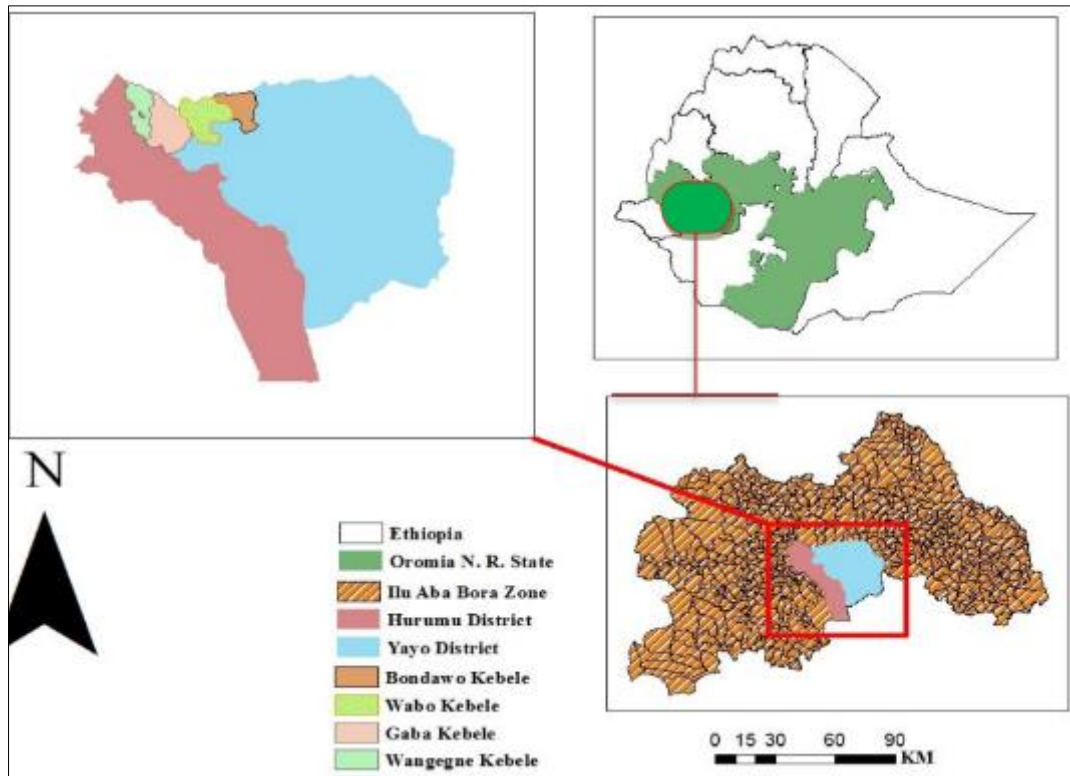 N
Ethiopia
Oromia N. R. State
Ilu Aba Bora Zone
Hurumu District
Yayo District
Bondawo Kebele
Wabo Kebele
Gaba Kebele
Wangegne Kebele
0 15 30 60 90
KM